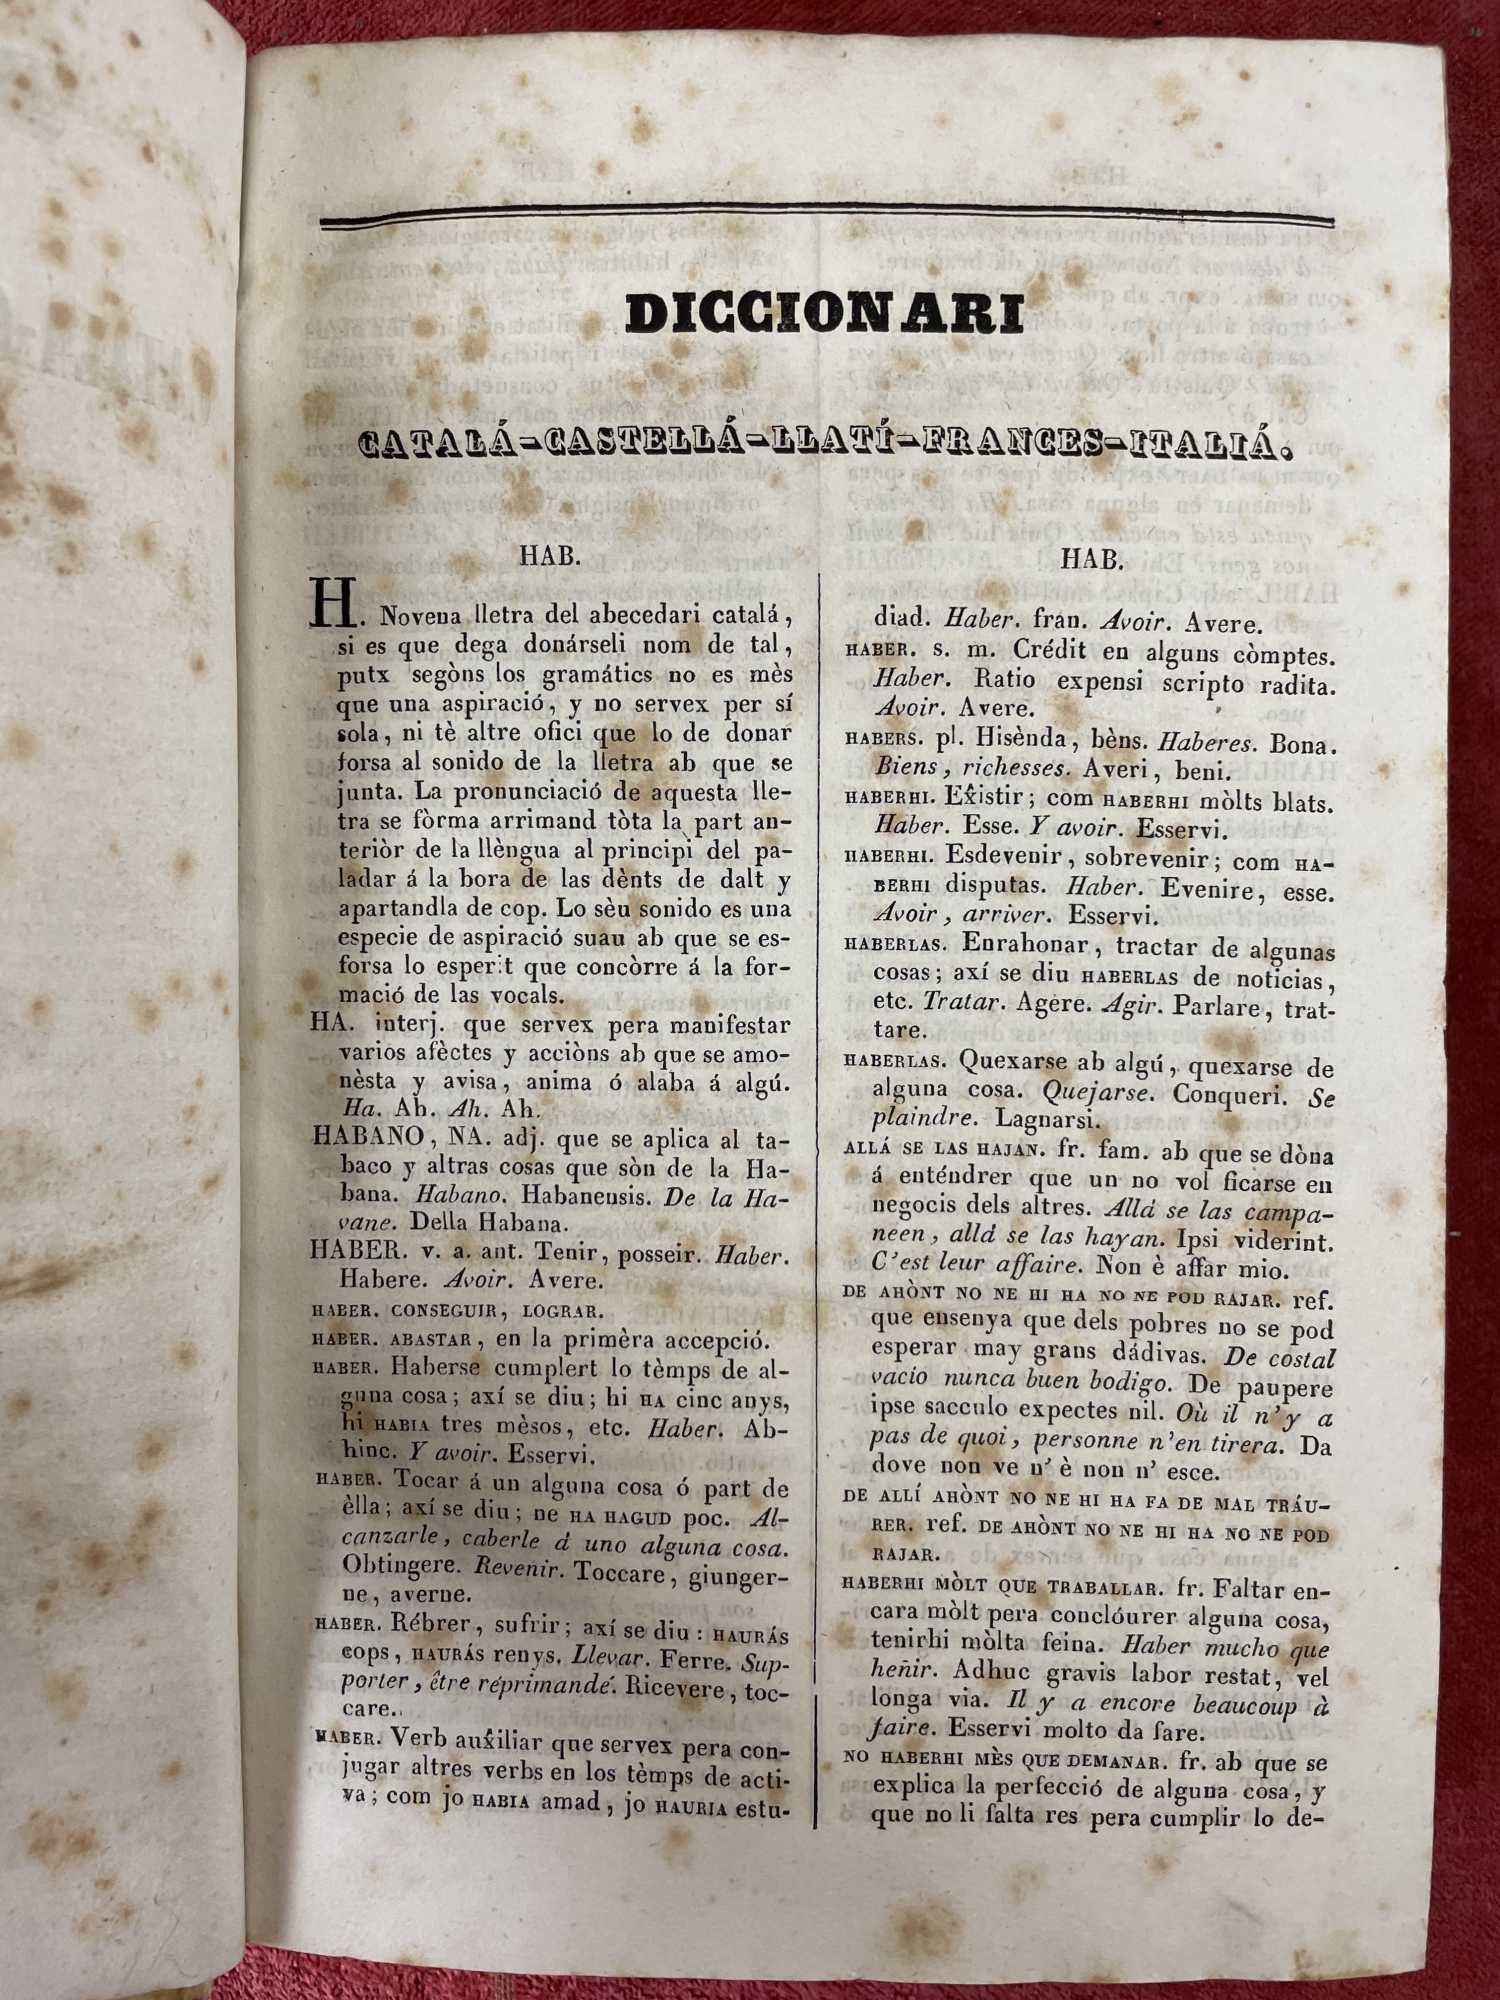 DICCIONARI
CATALÁ-CASTELLÁ-LLATÍ-FRANCES-ITALIÁ.
HAB.
H. Novena lletra del abecedari catalá,
si es que dega donárseli nom de tal,
putx segòns los gramátics no es mès
que una aspiració, y no servex per sí
sola, ni tè altre ofici que lo de donar
forsa al sonido de la lletra ab que se
junta. La pronunciació de aquesta lle-
tra se fòrma arrimand tòta la part an-
teriòr de la llèngua al principi del pa-
ladar á la bora de las dènts de dalt y
apartandla de cop. Lo sèu sonido es una
especie de aspiració suau ab que se es-
forsa lo esperit que concòrre á la for-
mació de las vocals.
HA. interj. que servex pera manifestar
varios afèctes y acciòns ab que se amo-
nèsta y avisa, anima ó alaba á algú.
Ha. Ah. Ah. Ah.
HABANO, NA. adj. que se aplica al ta-
baco y altras cosas que sòn de la Ha-
bana. Habano. Habanensis. De la Ha-
vane. Della Habana.
HABER. v. a. ant. Tenir, posseir. Haber.
Habere. Avoir. Avere.
HABER. CONSEGUIR, LOGRAR.
HABER. ABASTAR, en la primèra accepció.
HABER. Haberse cumplert lo tèmps de al-
guna cosa; axí se diu; hi HA cinc anys,
hi HABIA tres mèsos, etc. Haber. Ab-
hinc. Y avoir. Esservi.
HABER. Tocar á un alguna cosa ó part de
èlla; axí se diu; ne HA HAGUD poc. Al-
canzarle, caberle á uno alguna cosa.
Obtingere. Revenir. Toccare, giunger-
ne, averne.
HABER. Rébrer, sufrir; axí se diu: HAURÁS
cops, HAURÁS renys. Llevar. Ferre. Sup-
porter, être réprimandé. Ricevere, toc-
care.
HABER. Verb aux̂iliar que servex pera con-
jugar altres verbs en los tèmps de acti-
va; com jo HABIA amad, jo HAURIA estu-
HAB.
diad. Haber. fran. Avoir. Avere.
HABER. s. m. Crédit en alguns còmptes.
Haber. Ratio expensi scripto radita.
Avoir. Avere.
HABERS. pl. Hisènda, bèns. Haberes. Bona.
Biens, richesses. Averi, beni.
HABERHI. Ex̂istir; com HABERHI mòlts blats.
Haber. Esse. Y avoir. Esservi.
HABERHI. Esdevenir, sobrevenir; com HA-
BERHI disputas. Haber. Evenire, esse.
Avoir, arriver. Esservi.
HABERLAS. Enrahonar, tractar de algunas
cosas; axí se diu HABERLAS de noticias,
etc. Tratar. Agere. Agir. Parlare, trat-
tare.
HABERLAS. Quexarse ab algú, quexarse de
alguna cosa. Quejarse. Conqueri. Se
plaindre. Lagnarsi.
ALLÁ SE LAS HAJAN. fr. fam. ab que se dòna
á enténdrer que un no vol ficarse en
negocis dels altres. Allá se las campa-
neen, allá se las hayan. Ipsi viderint.
C'est leur affaire. Non è affar mio.
DE AHÒNT NO NE HI HA NO NE POD RAJAR. ref.
que ensenya que dels pobres no se pod
esperar may grans dádivas. De costal
vacio nunca buen bodigo. De paupere
ipse sacculo expectes nil. Où il n'y a
pas de quoi, personne n'en tirera. Da
dove non ve n' è non n' esce.
DE ALLÍ AHÒNT NO NE HI HA FA DE MAL TRÁU-
RER. ref. DE AHÒNT NO NE HI HA NO NE POD
RAJAR.
HABERHI MÒLT QUE TRABALLAR. fr. Faltar en-
cara mòlt pera conclóurer alguna cosa,
tenirhi mòlta feina. Haber mucho que
heñir. Adhuc gravis labor restat, vel
longa via. Il y a encore beaucoup à
faire. Esservi molto da fare.
NO HABERHI MÈS QUE DEMANAR. fr. ab que se
explica la perfecció de alguna cosa, y
que no li falta res pera cumplir lo de-